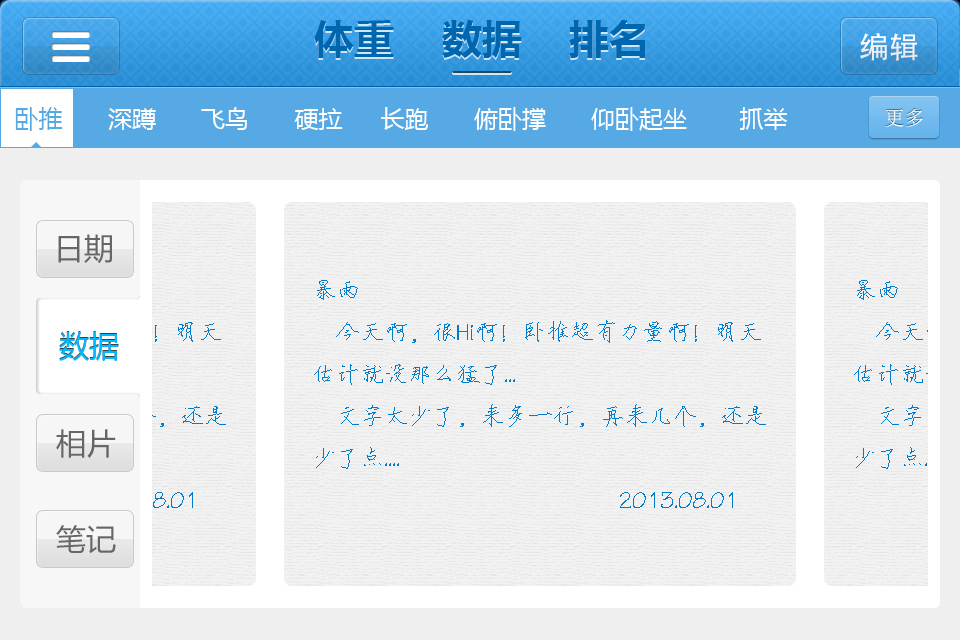 体重 数据 排名 编辑
卧推 深蹲 飞鸟 硬拉 长跑 俯卧撑 仰卧起坐 抓举 更多
日期
数据
相片
笔记
！明天
，还是
8.01
暴雨
今天啊，很Hi啊！卧推超有力量啊！明天
估计就没那么猛了...
文字太少了，来多一行，再来几个，还是
少了点....
2013.08.01
暴雨
今天
估计就
文字
少了点.